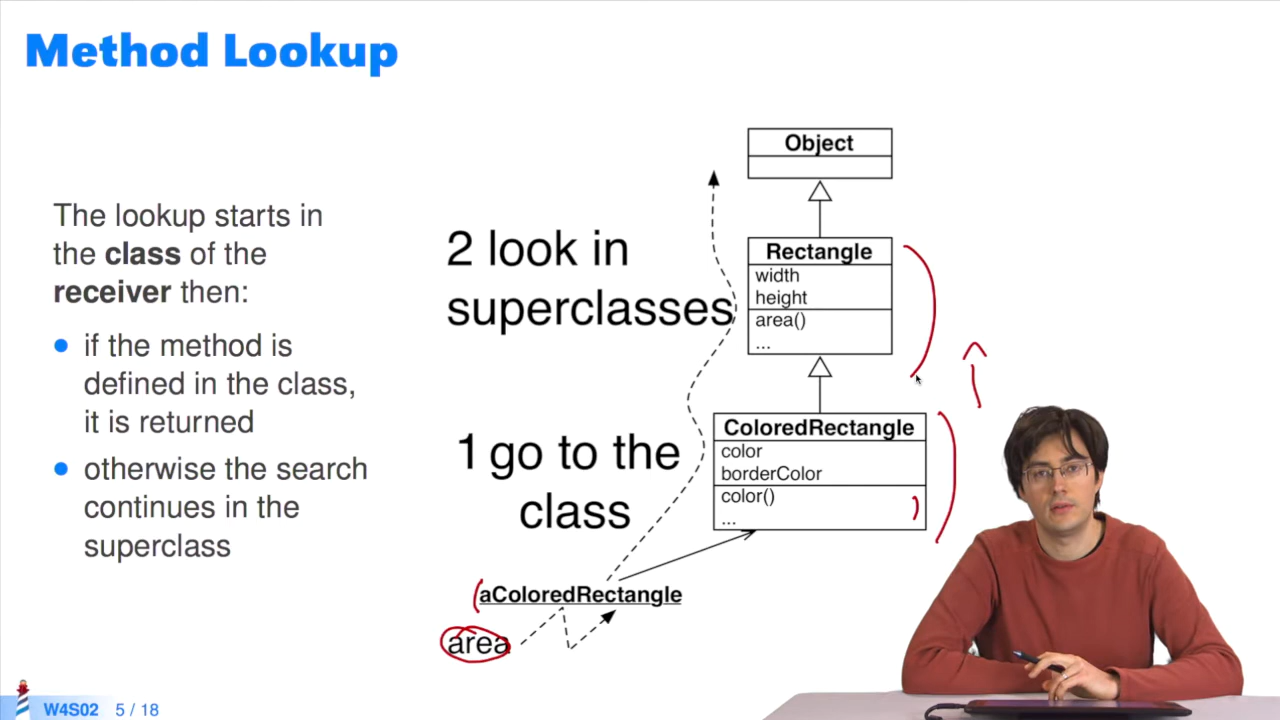 Method Lookup
The lookup starts in
the class of the
receiver then:
if the method is
defined in the class,
it is returned
otherwise the search
continues in the
superclass
2 look in
superclasses
1 go to the
class
Object
Rectangle
width
height
area()
...
ColoredRectangle
color
borderColor
color()
...
aColoredRectangle
area
W4S02 5 / 18